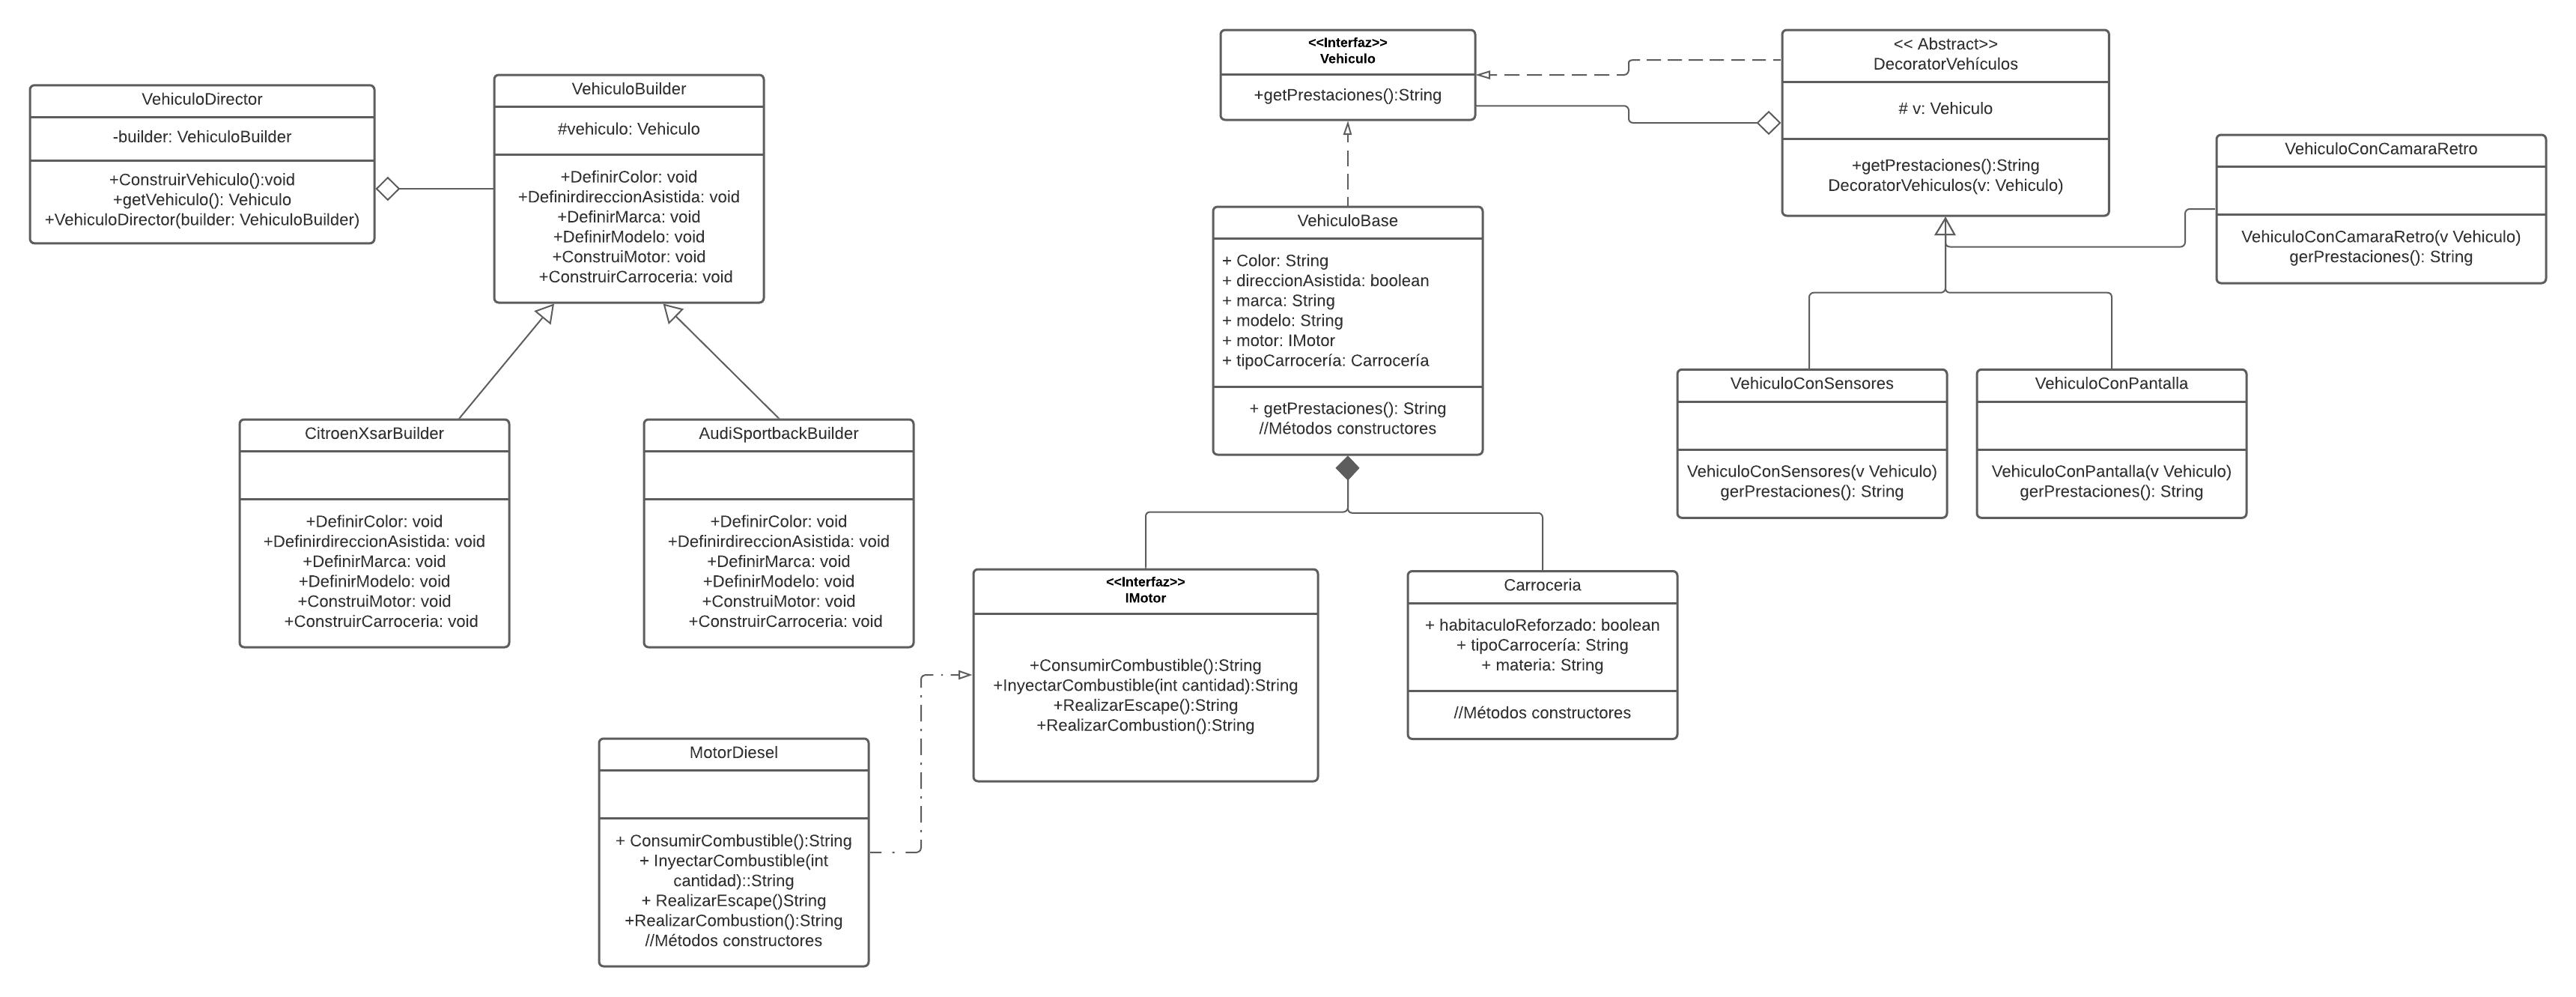 VehiculoDirector
-builder: VehiculoBuilder
+ConstruirVehiculo():void
+getVehiculo(): Vehiculo
+VehiculoDirector(builder: VehiculoBuilder)
VehiculoBuilder
#vehiculo: Vehiculo
+DefinirColor: void
+DefinirdireccionAsistida: void
+DefinirMarca: void
+DefinirModelo: void
+ConstruiMotor: void
+ConstruirCarroceria: void
CitroenXsarBuilder
+DefinirColor: void
+DefinirdireccionAsistida: void
+DefinirMarca: void
+DefinirModelo: void
+ConstruiMotor: void
+ConstruirCarroceria: void
AudiSportbackBuilder
+DefinirColor: void
+DefinirdireccionAsistida: void
+DefinirMarca: void
+DefinirModelo: void
+ConstruiMotor: void
+ConstruirCarroceria: void
<<Interfaz>>
Vehiculo
+getPrestaciones():String
<< Abstract>>
DecoratorVehículos
# v: Vehiculo
+getPrestaciones():String
DecoratorVehiculos(v: Vehiculo)
VehiculoConCamaraRetro
VehiculoConCamaraRetro(v Vehiculo)
gerPrestaciones(): String
VehiculoBase
+ Color: String
+ direccionAsistida: boolean
+ marca: String
+ modelo: String
+ motor: IMotor
+ tipoCarrocería: Carrocería
+ getPrestaciones(): String
//Métodos constructores
VehiculoConSensores
VehiculoConSensores(v Vehiculo)
gerPrestaciones(): String
VehiculoConPantalla
VehiculoConPantalla(v Vehiculo)
gerPrestaciones(): String
<<Interfaz>>
IMotor
+ConsumirCombustible():String
+InyectarCombustible(int cantidad):String
+RealizarEscape():String
+RealizarCombustion():String
Carroceria
+ habitaculoReforzado: boolean
+ tipoCarrocería: String
+ materia: String
//Métodos constructores
MotorDiesel
+ ConsumirCombustible():String
+ InyectarCombustible(int
cantidad)::String
+ RealizarEscape()String
+RealizarCombustion():String
//Métodos constructores